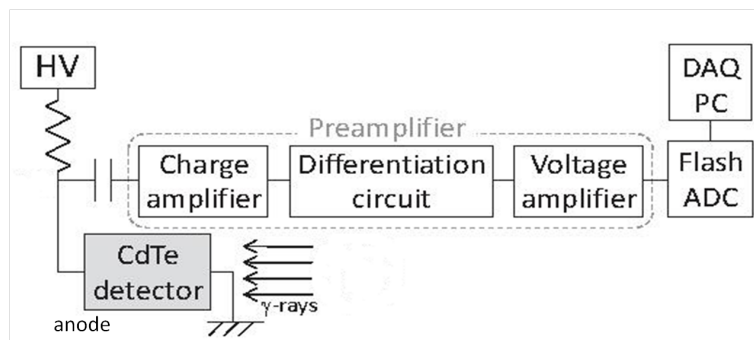 HV
DAQ
PC
Preamplifier
Charge
amplifier
Differentiation
circuit
Voltage
amplifier
Flash
ADC
CdTe
detector
γ-rays
anode